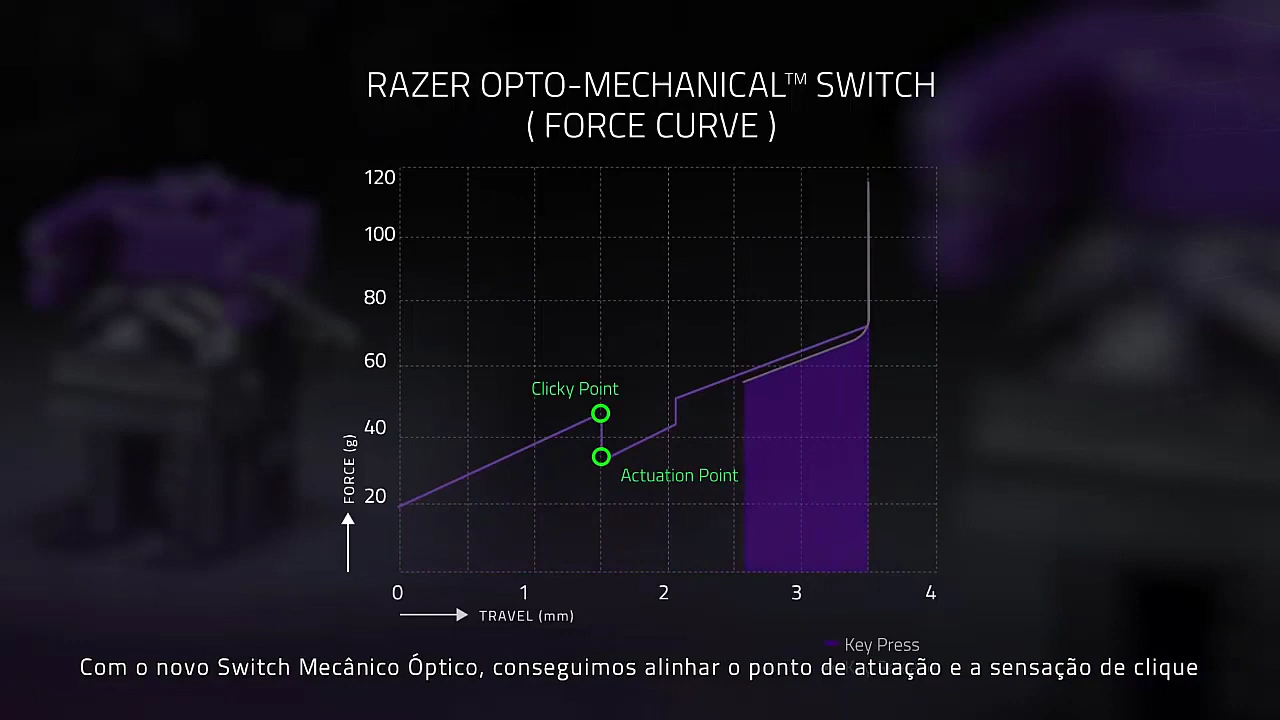 RAZER OPTO-MECHANICAL™ SWITCH
( FORCE CURVE )
120
100
80
60
40
20
FORCE (g)
Clicky Point
Actuation Point
0 1 2 3 4
TRAVEL (mm)
Key Press
Com o novo Switch Mecânico Óptico, conseguimos alinhar o ponto de atuação e a sensação de clique